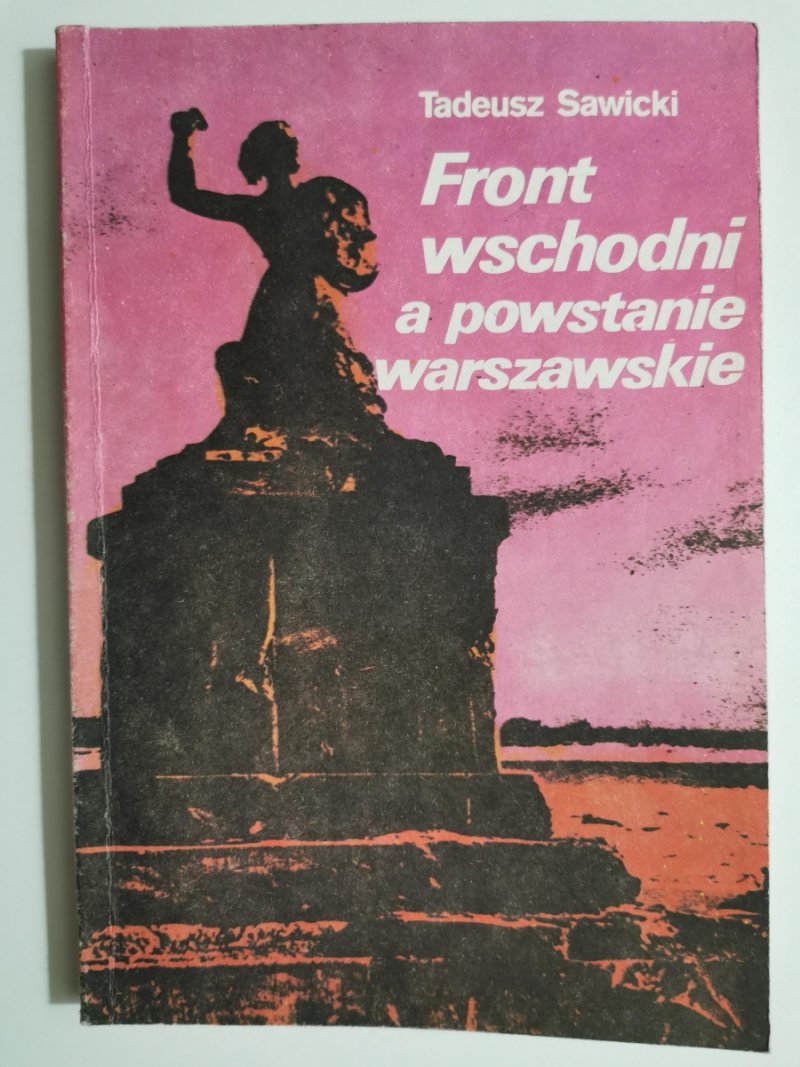 Tadeusz Sawicki
Front
wschodni
a powstanie
warszawskie